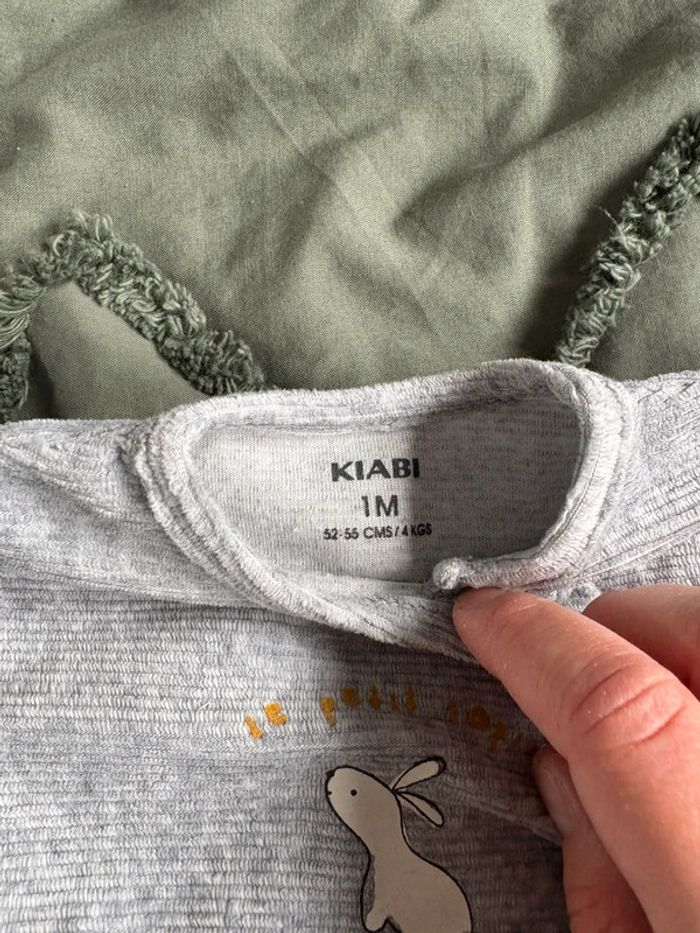 KIABI
1M
52-55 CMS/4 KGS
le petit